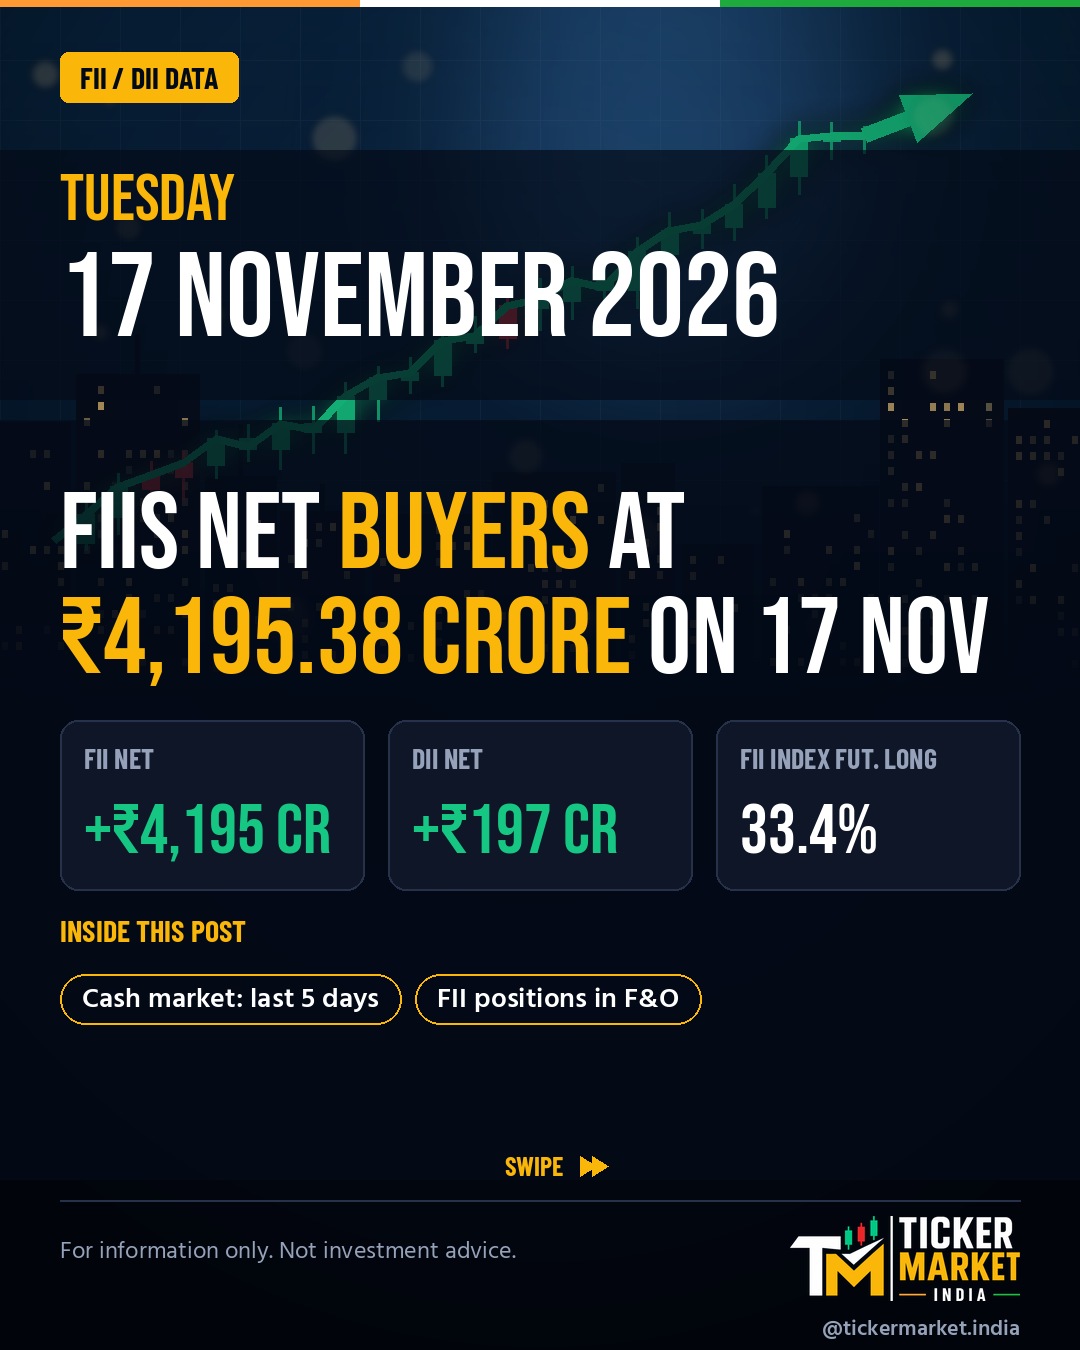 FII / DII DATA
TUESDAY
17 NOVEMBER 2026
FIIS NET BUYERS AT
₹4,195.38 CRORE ON 17 NOV
FII NET
+₹4,195 CR
DII NET
+₹197 CR
FII INDEX FUT. LONG
33.4%
INSIDE THIS POST
Cash market: last 5 days
FII positions in F&O
SWIPE
For information only. Not investment advice.
TM
TICKER
MARKET
INDIA
@tickermarket.india